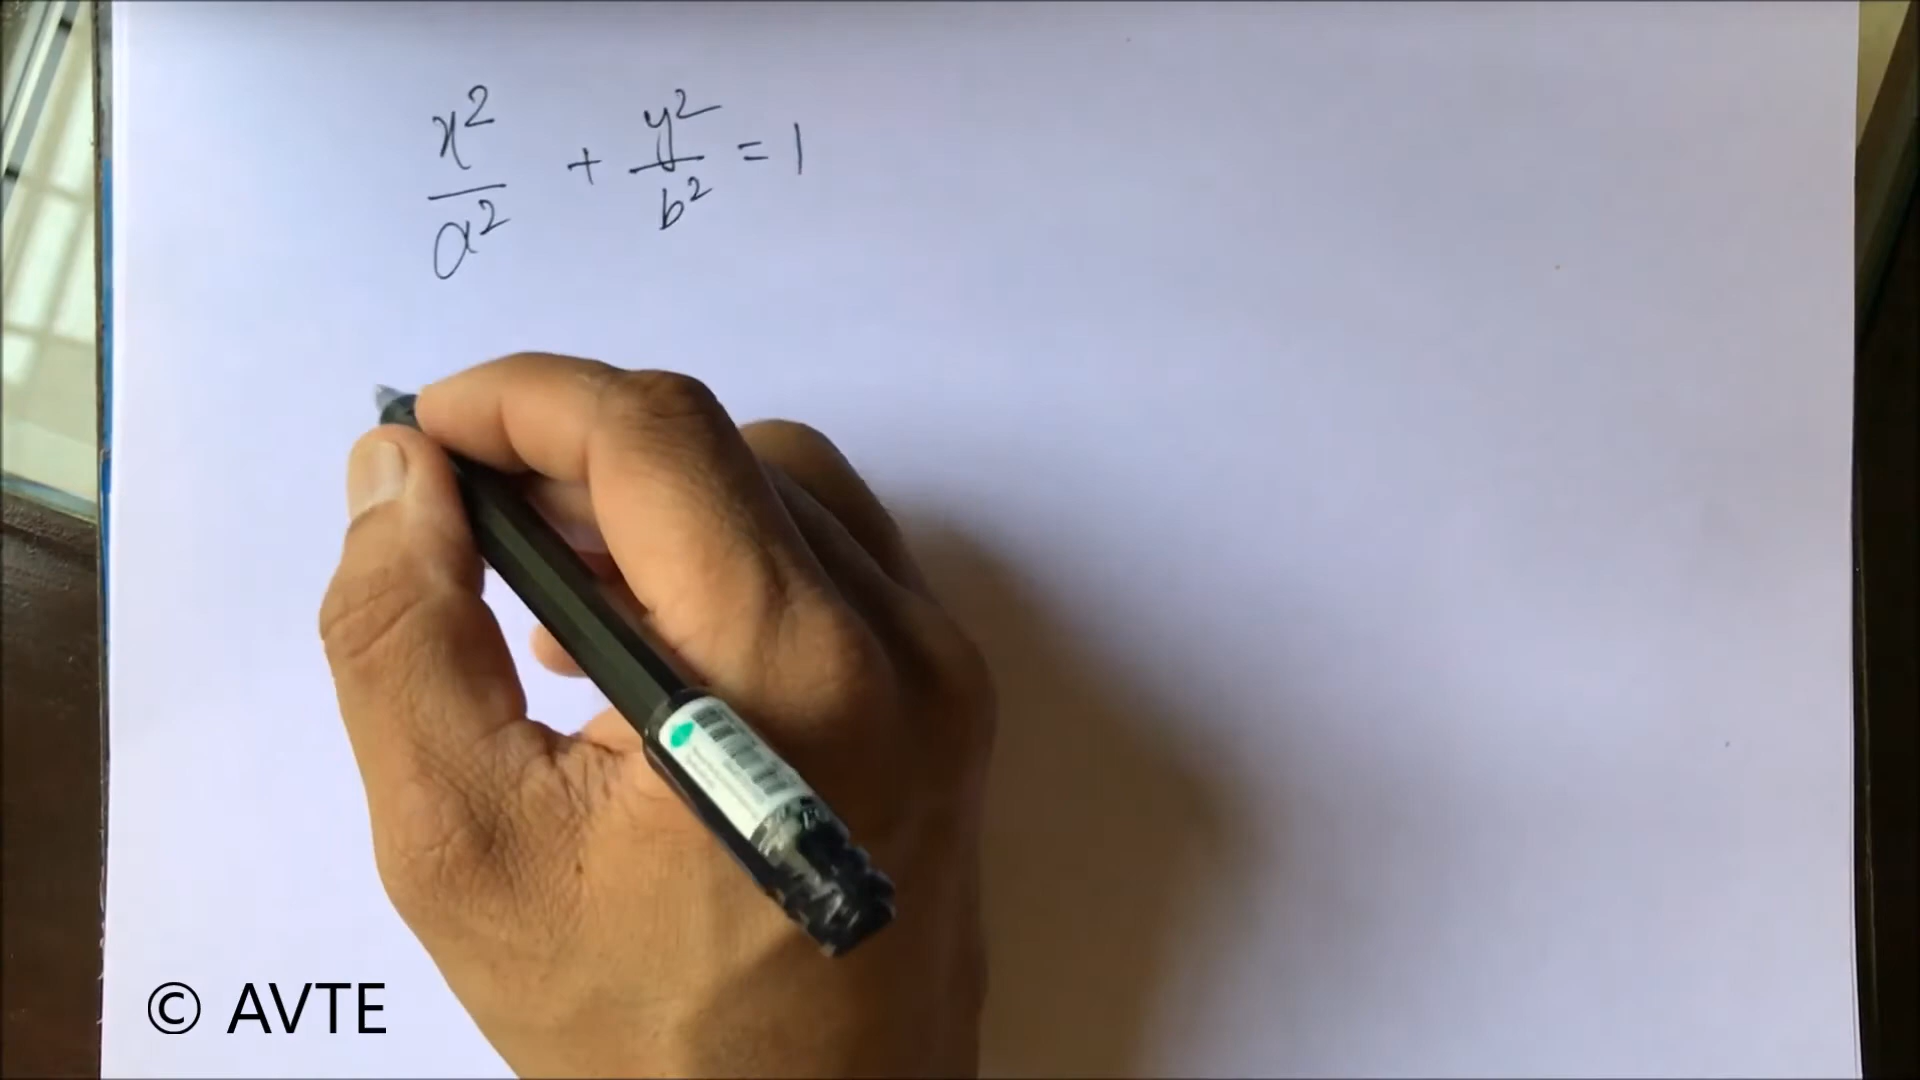 x²/a² + y²/b² = 1
© AVTE